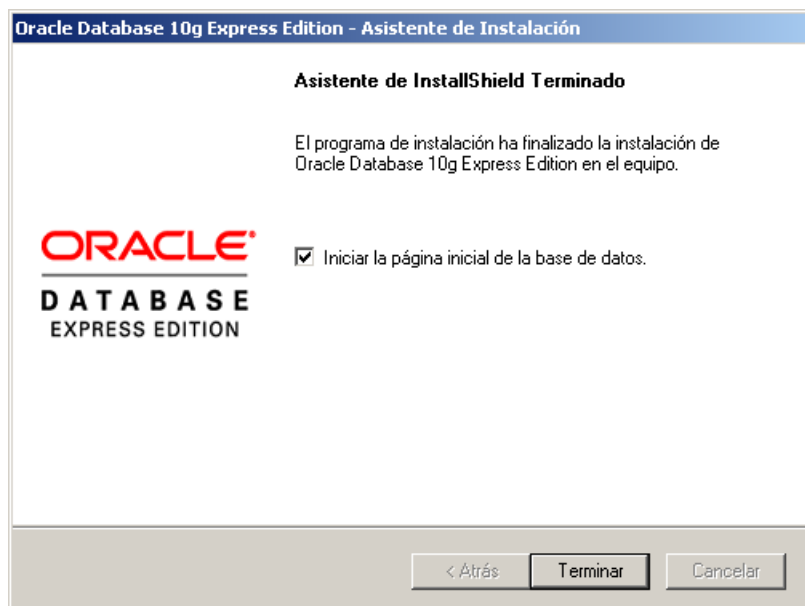 Oracle Database 10g Express Edition - Asistente de Instalación
Asistente de InstallShield Terminado
El programa de instalación ha finalizado la instalación de
Oracle Database 10g Express Edition en el equipo.
ORACLE
DATABASE
EXPRESS EDITION
Iniciar la página inicial de la base de datos.
< Atrás
Terminar
Cancelar